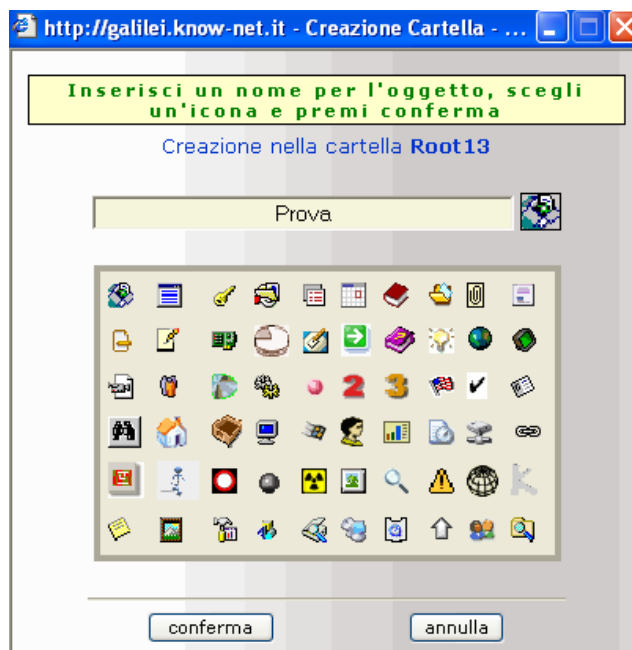 http://galilei.know-net.it - Creazione Cartella - ...
Inserisci un nome per l'oggetto, scegli
un'icona e premi conferma
Creazione nella cartella Root13
Prova
2 3
conferma annulla